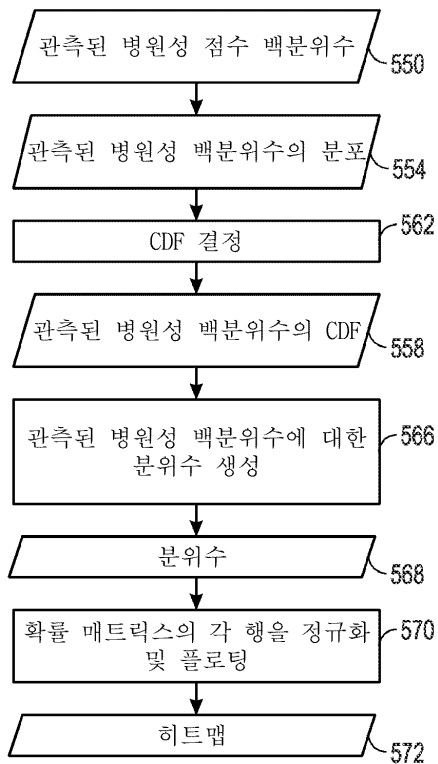 관측된 병원성 점수 백분위수
550
관측된 병원성 백분위수의 분포
554
562
CDF 결정
관측된 병원성 백분위수의 CDF
558
관측된 병원성 백분위수에 대한
분위수 생성
566
분위수
568
확률 매트릭스의 각 행을 정규화
및 플로팅
570
히트맵
572